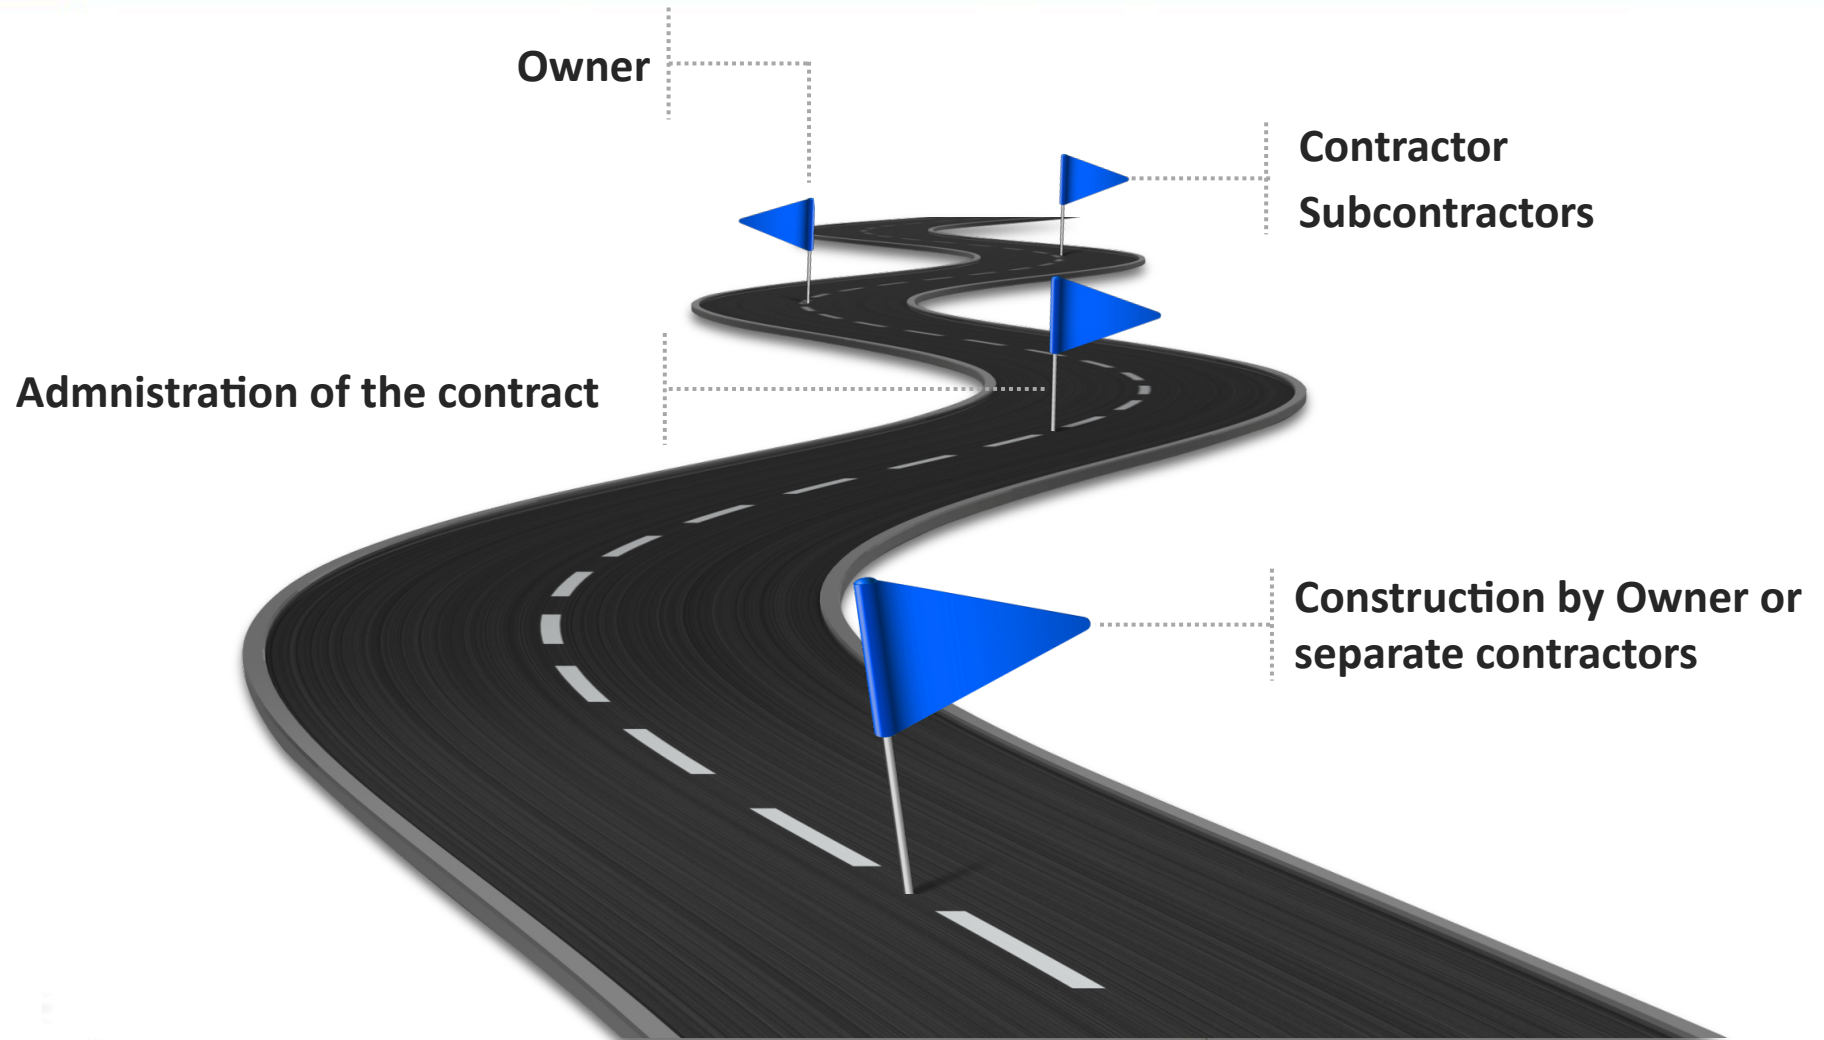 Owner
Contractor
Subcontractors
Admnistration of the contract
Construction by Owner or
separate contractors